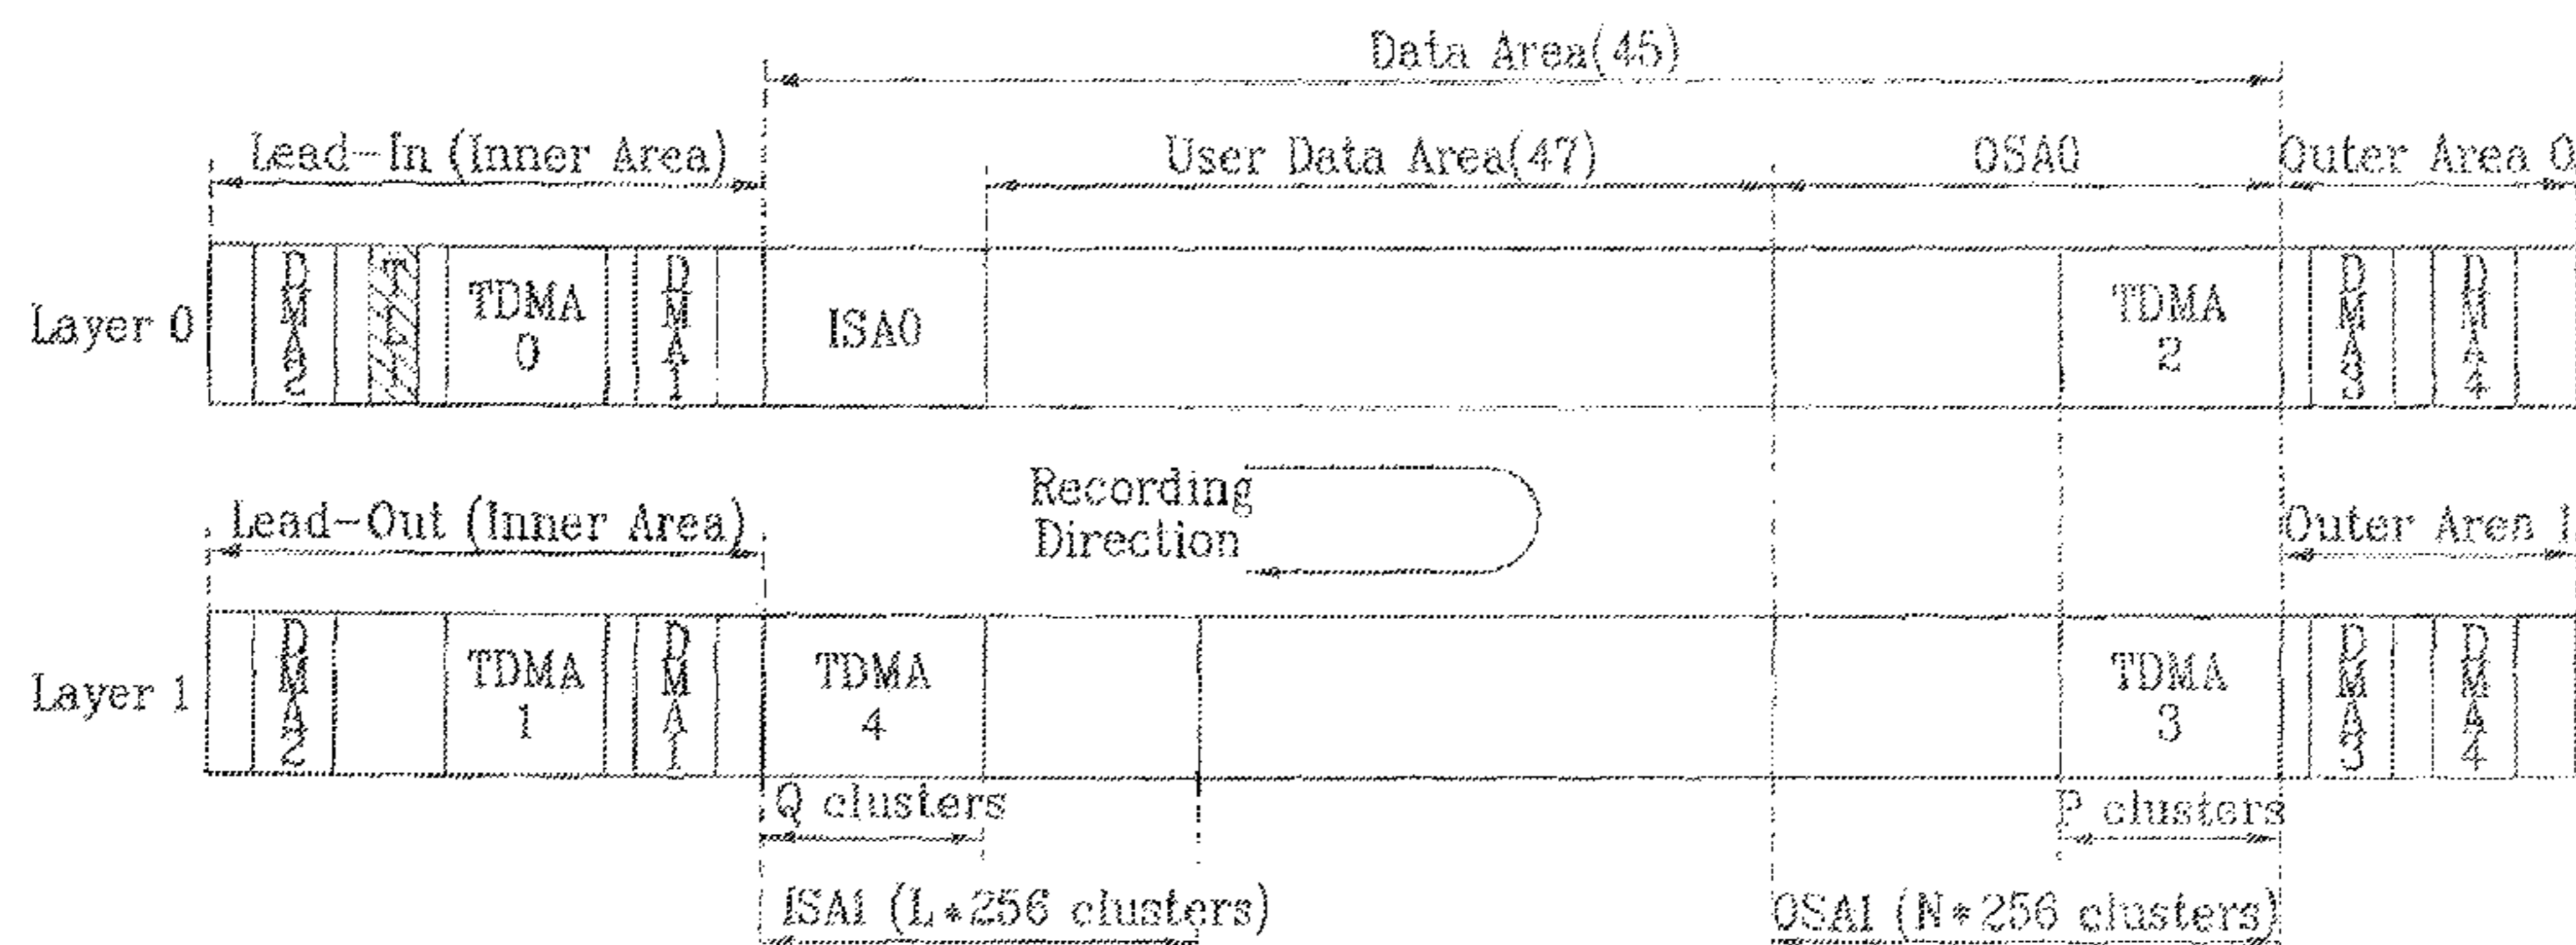 Data Area(45)
Lead-In (Inner Area)
User Data Area(47)
OSA0
Outer Area 0
Layer 0
DMA2
TDMA
0
DMA1
ISA0
TDMA
2
DMA3
DMA4
Recording
Direction
Lead-Out (Inner Area)
Outer Area 1
Layer 1
DMA2
TDMA
1
DMA1
TDMA
4
TDMA
3
DMA3
DMA4
Q clusters
P clusters
ISA1 (L*256 clusters)
OSA1 (N*256 clusters)